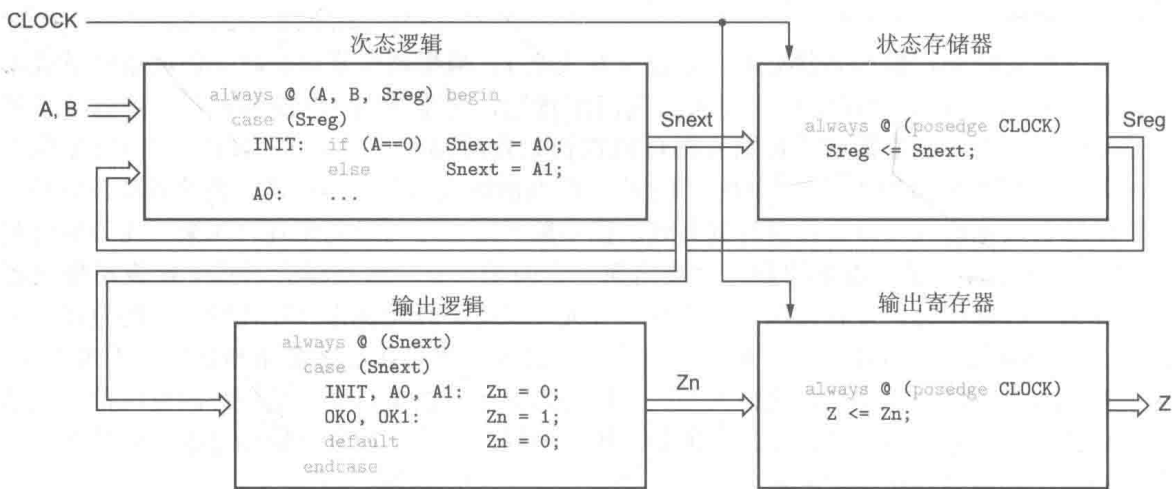 CLOCK
次态逻辑
状态存储器
A, B
always @ (A, B, Sreg) begin
case (Sreg)
INIT: if (A==0) Snext = A0;
else Snext = A1;
A0: ...
Snext
always @ (posedge CLOCK)
Sreg <= Snext;
Sreg
输出逻辑
输出寄存器
always @ (Snext)
case (Snext)
INIT, A0, A1: Zn = 0;
OK0, OK1: Zn = 1;
default Zn = 0;
endcase
Zn
always @ (posedge CLOCK)
Z <= Zn;
Z